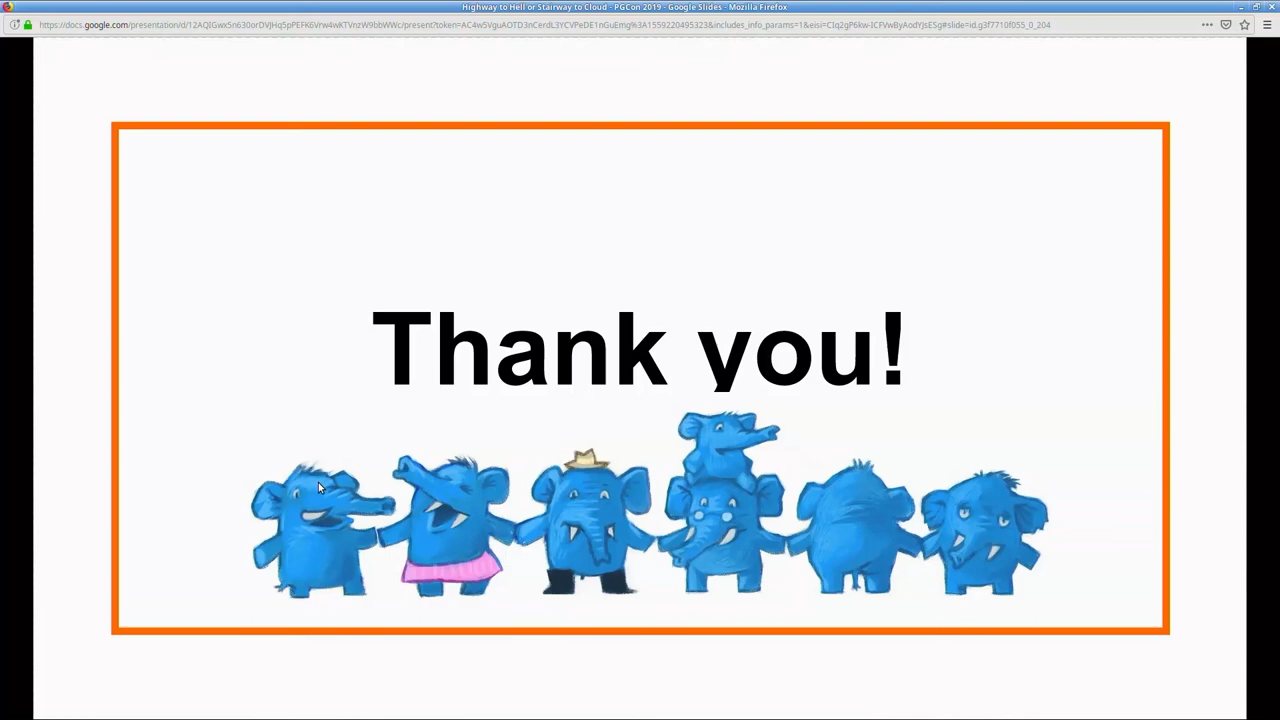 Highway to Hell or Stairway to Cloud - PGCon 2019 - Google Slides - Mozilla Firefox
Thank you!